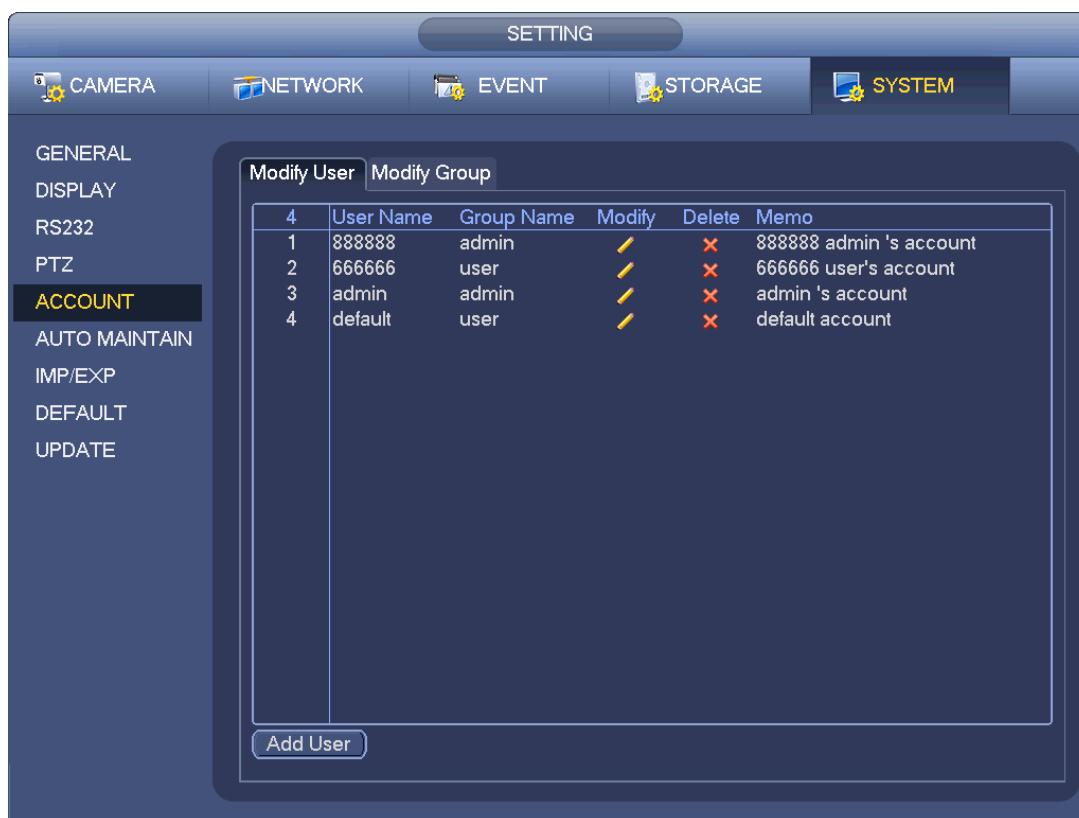 SETTING
CAMERA NETWORK EVENT STORAGE SYSTEM
GENERAL
DISPLAY
RS232
PTZ
ACCOUNT
AUTO MAINTAIN
IMP/EXP
DEFAULT
UPDATE
Modify User Modify Group
4 User Name Group Name Modify Delete Memo
1 888888 admin 888888 admin 's account
2 666666 user 666666 user's account
3 admin admin admin 's account
4 default user default account
Add User